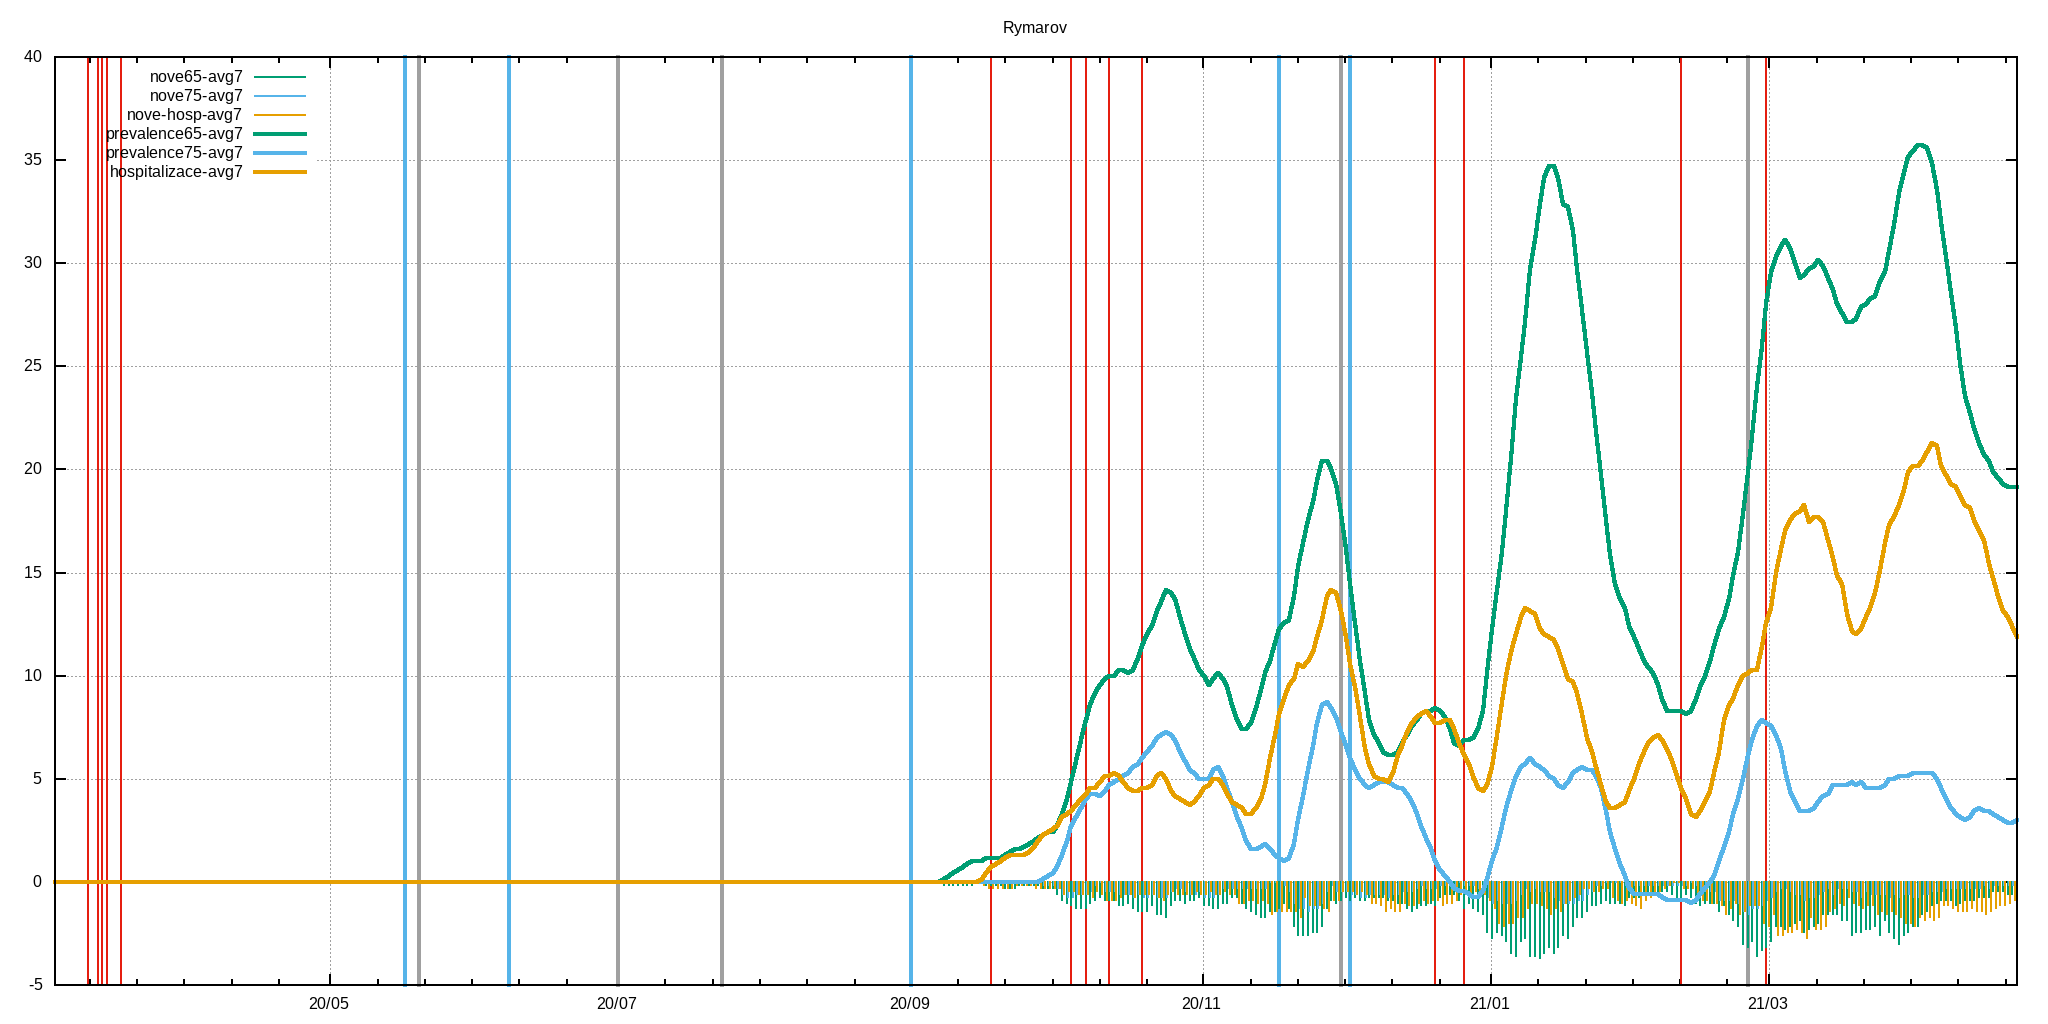 Rymarov
40
nove65-avg7
nove75-avg7
nove-hosp-avg7
prevalence65-avg7
prevalence75-avg7
hospitalizace-avg7
35
30
25
20
15
10
5
0
-5
20/05 20/07 20/09 20/11 21/01 21/03